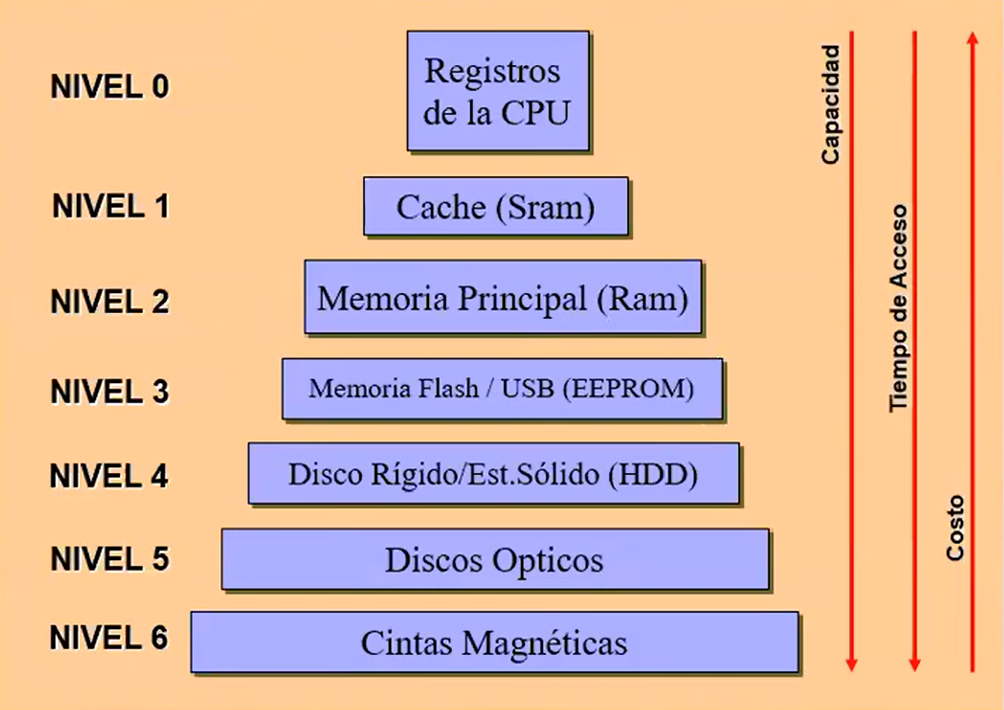 NIVEL 0
Registros
de la CPU
NIVEL 1
Cache (Sram)
NIVEL 2
Memoria Principal (Ram)
NIVEL 3
Memoria Flash / USB (EEPROM)
NIVEL 4
Disco Rígido/Est.Sólido (HDD)
NIVEL 5
Discos Opticos
NIVEL 6
Cintas Magnéticas
Capacidad
Tiempo de Acceso
Costo